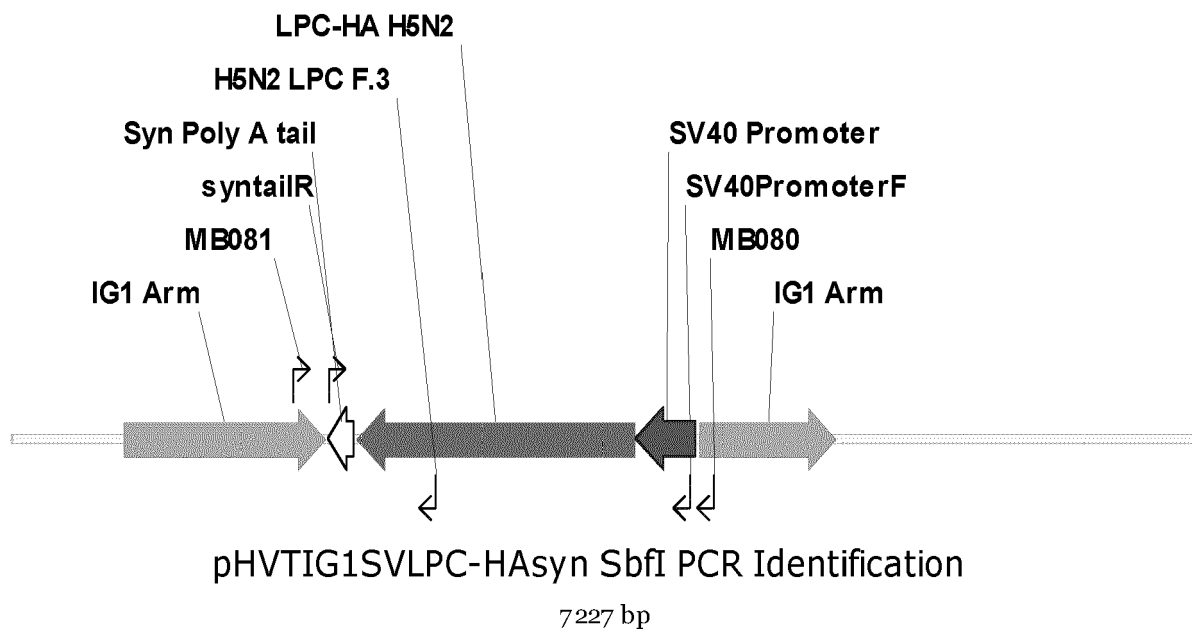 LPC-HA H5N2
H5N2 LPC F.3
Syn Poly A tail
SV40 Promoter
syntailR
SV40PromoterF
MB081
MB080
IG1 Arm
IG1 Arm
pHVTIG1SVLPC-HAsyn SbfI PCR Identification
7227 bp